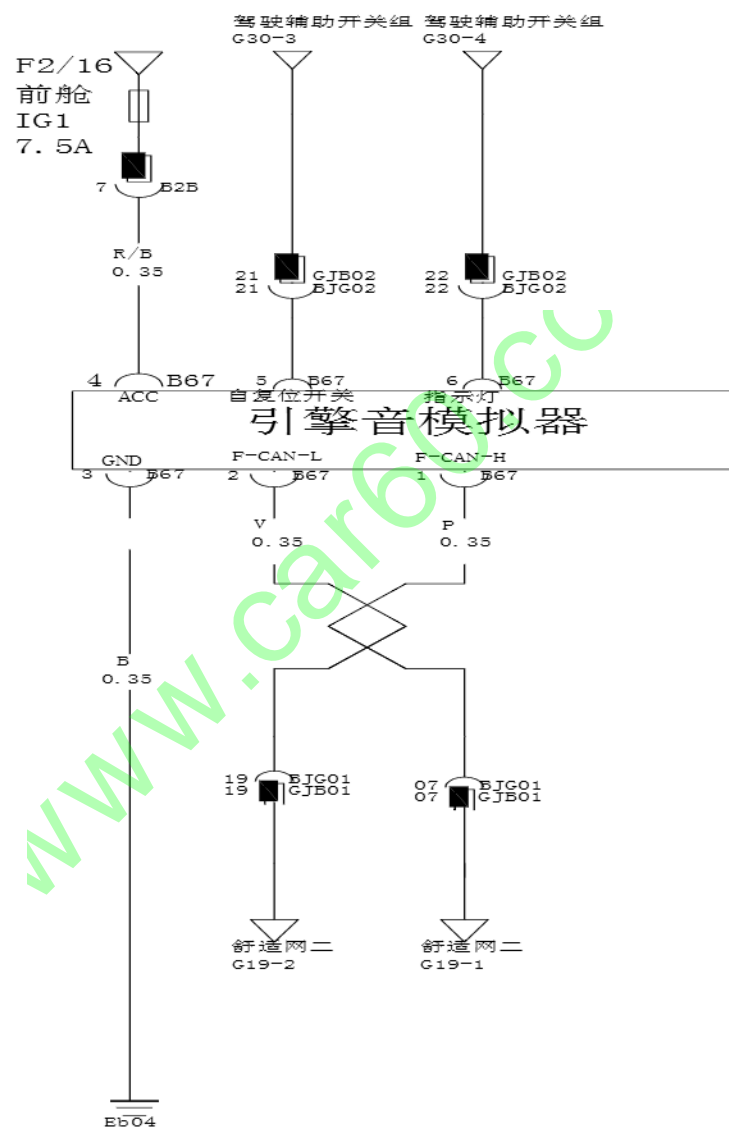 驾驶辅助开关组
G30-3
驾驶辅助开关组
G30-4
F2/16
前舱
IG1
7.5A
7 B2B
R/B
0.35
21 GJB02
21 BJG02
22 GJB02
22 BJG02
4 B67
5 B67
6 B67
ACC
自复位开关
指示灯
引擎音模拟器
GND
F-CAN-L
F-CAN-H
3 B67
2 B67
1 B67
V
0.35
P
0.35
B
0.35
19 BJG01
19 GJB01
07 BJG01
07 GJB01
舒适网二
G19-2
舒适网二
G19-1
Eb04
www.car60.co